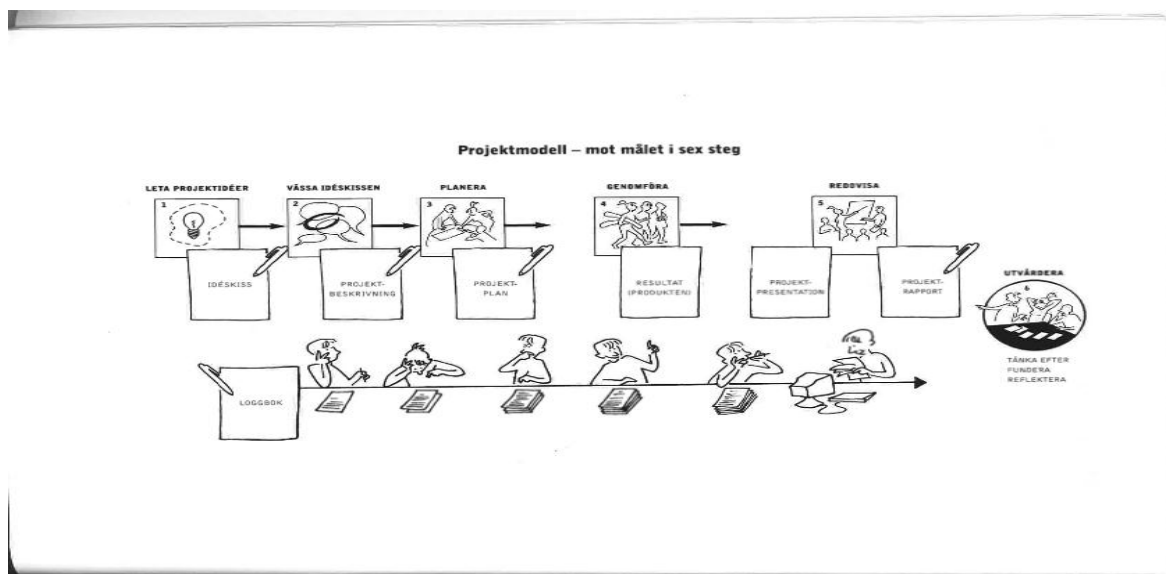 Projektmodell – mot målet i sex steg
LETA PROJEKTIDÉER
VÄSSA IDÉSKISSEN
PLANERA
GENOMFÖRA
REDOVISA
1
2
3
4
5
IDÉSKISS
PROJEKT-
BESKRIVNING
PROJEKT-
PLAN
RESULTAT
(PRODUKTEN)
PROJEKT-
PRESENTATION
PROJEKT-
RAPPORT
UTVÄRDERA
6
TÄNKA EFTER
FUNDERA
REFLEKTERA
LOGGBOK